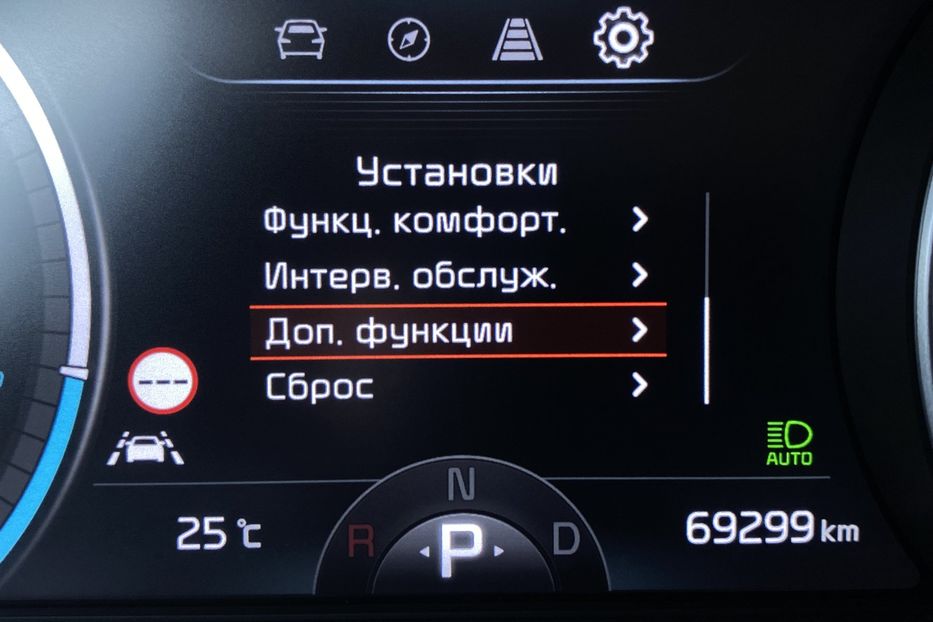 Установки
Функц. комфорт.
Интерв. обслуж.
Доп. функции
Сброс
---
AUTO
N
R P D
25 °C
69299 km